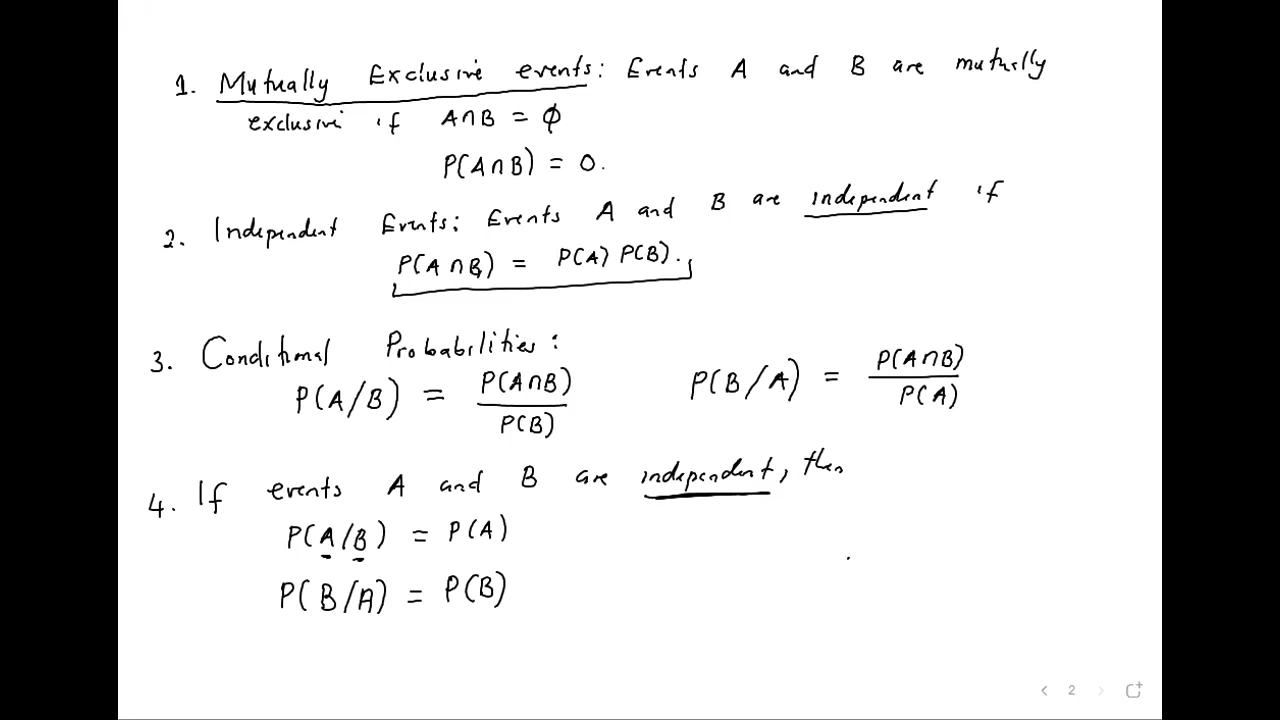 1. Mutually Exclusive events: Events A and B are mutually
exclusive if A∩B = ϕ
P(A∩B) = 0.
2. Independent Events: Events A and B are independent if
P(A∩B) = P(A) P(B).
3. Conditional Probabilities:
P(A/B) = P(A∩B)/P(B) P(B/A) = P(A∩B)/P(A)
4. If events A and B are independent, then
P(A/B) = P(A)
P(B/A) = P(B)
2